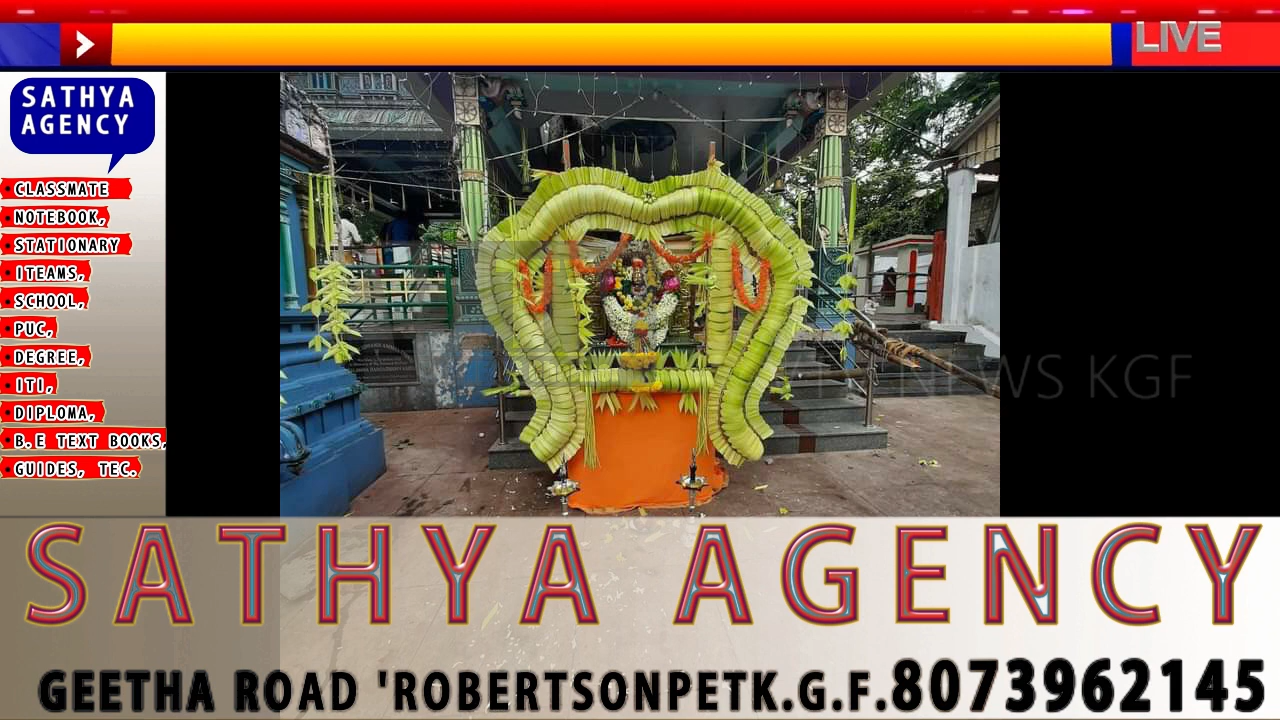 LIVE
SATHYA
AGENCY
• CLASSMATE
• NOTEBOOK,
• STATIONARY
• ITEAMS,
• SCHOOL,
• PUC,
• DEGREE,
• ITI,
• DIPLOMA,
• B.E TEXT BOOKS,
• GUIDES, TEC.
NEWS KGF
SATHYA AGENCY
GEETHA ROAD 'ROBERTSONPETK.G.F.8073962145